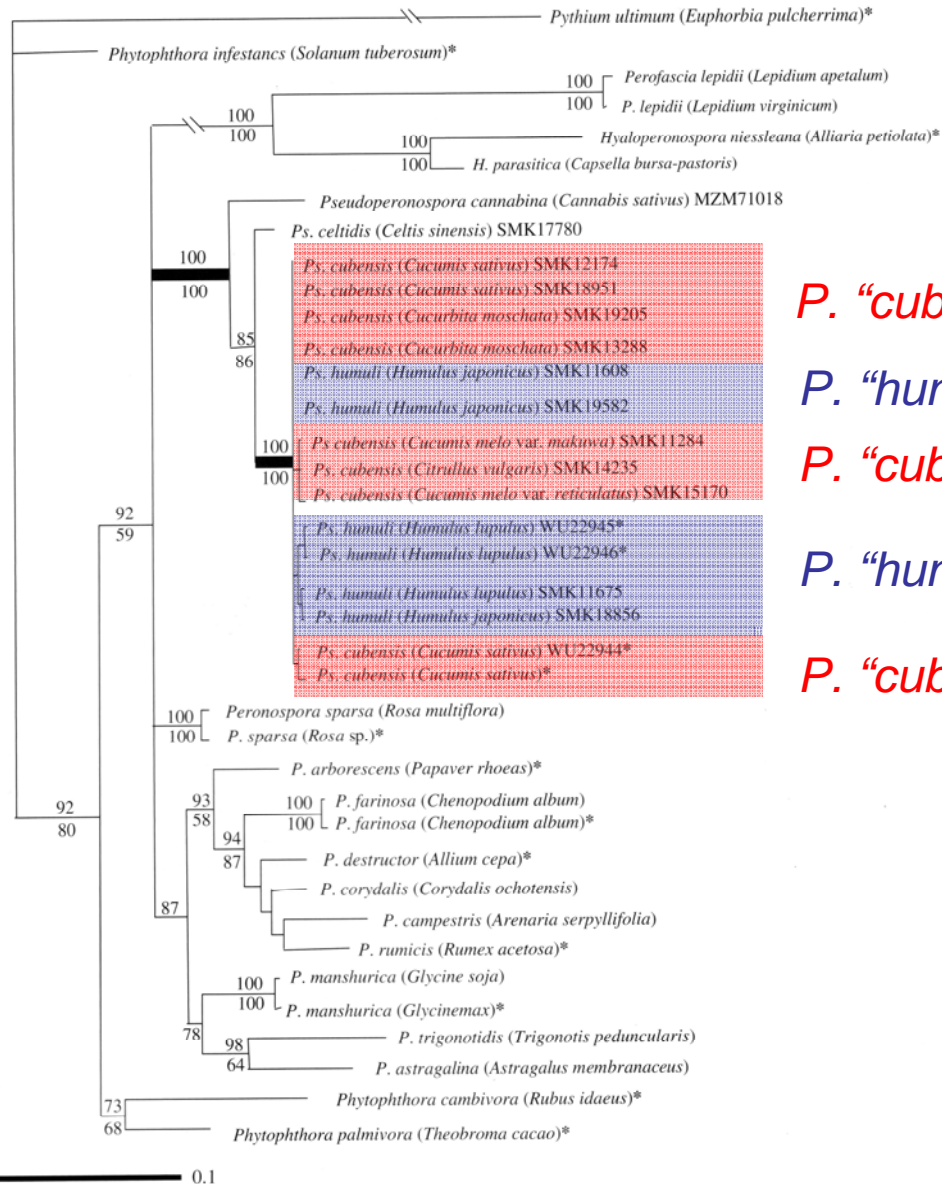 Pythium ultimum (Euphorbia pulcherrima)*
Phytophthora infestancs (Solanum tuberosum)*
100 Perofascia lepidii (Lepidium apetalum)
100 P. lepidii (Lepidium virginicum)
100
100
100 Hyaloperonospora niessleana (Alliaria petiolata)*
100 H. parasitica (Capsella bursa-pastoris)
Pseudoperonospora cannabina (Cannabis sativus) MZM71018
Ps. celtidis (Celtis sinensis) SMK17780
100
100
Ps. cubensis (Cucumis sativus) SMK12174
Ps. cubensis (Cucumis sativus) SMK18951
Ps. cubensis (Cucurbita moschata) SMK19205
P. “cub
85
86
Ps. cubensis (Cucurbita moschata) SMK13288
Ps. humuli (Humulus japonicus) SMK11608
P. “hum
Ps. humuli (Humulus japonicus) SMK19582
100
100
Ps cubensis (Cucumis melo var. makuwa) SMK11284
Ps. cubensis (Citrullus vulgaris) SMK14235
P. “cub
Ps. cubensis (Cucumis melo var. reticulatus) SMK15170
92
59
Ps. humuli (Humulus lupulus) WU22945*
Ps. humuli (Humulus lupulus) WU22946*
P. “hum
Ps. humuli (Humulus lupulus) SMK11675
Ps. humuli (Humulus japonicus) SMK18856
Ps. cubensis (Cucumis sativus) WU22944*
Ps. cubensis (Cucumis sativus)*
P. “cub
100 Peronospora sparsa (Rosa multiflora)
100 P. sparsa (Rosa sp.)*
P. arborescens (Papaver rhoeas)*
93
58
100 P. farinosa (Chenopodium album)
100 P. farinosa (Chenopodium album)*
92
80
94
87
P. destructor (Allium cepa)*
P. corydalis (Corydalis ochotensis)
87
P. campestris (Arenaria serpyllifolia)
P. rumicis (Rumex acetosa)*
100 P. manshurica (Glycine soja)
100 P. manshurica (Glycinemax)*
78
98 P. trigonotidis (Trigonotis peduncularis)
64 P. astragalina (Astragalus membranaceus)
73 Phytophthora cambivora (Rubus idaeus)*
68 Phytophthora palmivora (Theobroma cacao)*
0.1